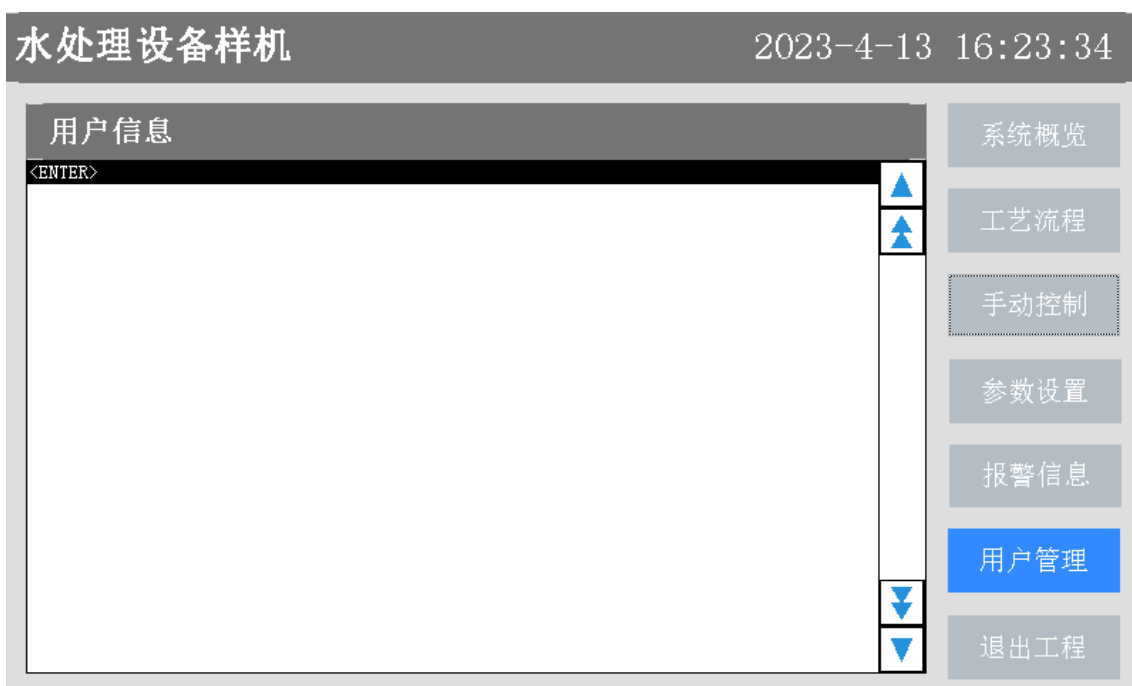 水处理设备样机
2023-4-13 16:23:34
用户信息
<ENTER>
系统概览
工艺流程
手动控制
参数设置
报警信息
用户管理
退出工程